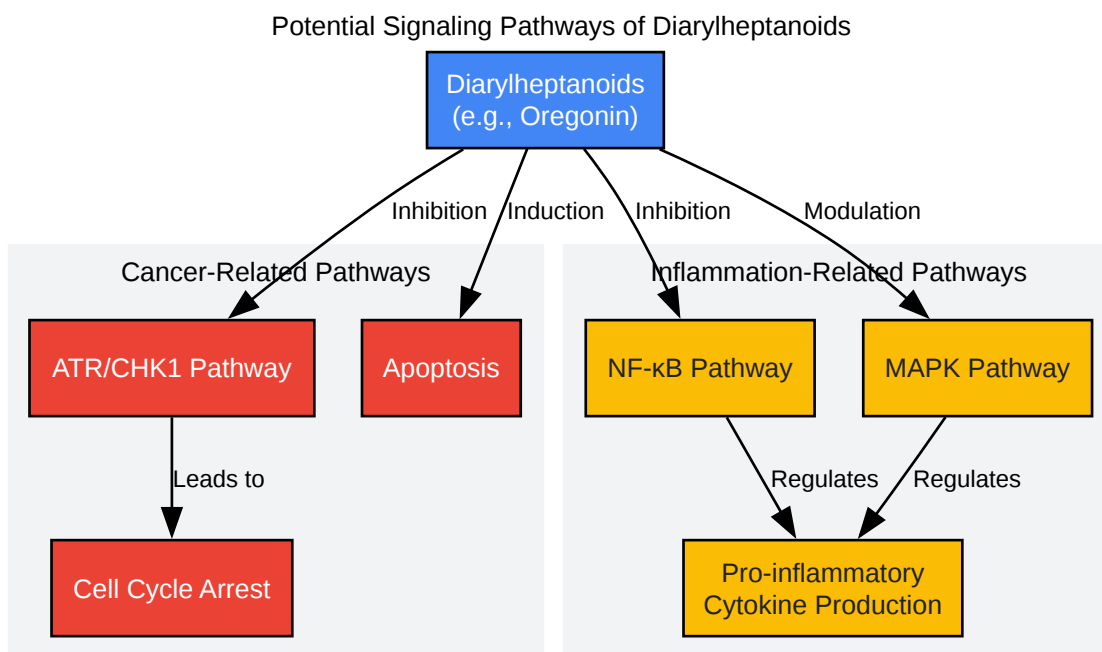 Potential Signaling Pathways of Diarylheptanoids
Diarylheptanoids
(e.g., Oregonin)
Inhibition
Induction
Inhibition
Modulation
Cancer-Related Pathways
Inflammation-Related Pathways
ATR/CHK1 Pathway
Apoptosis
NF-κB Pathway
MAPK Pathway
Leads to
Regulates
Regulates
Cell Cycle Arrest
Pro-inflammatory
Cytokine Production